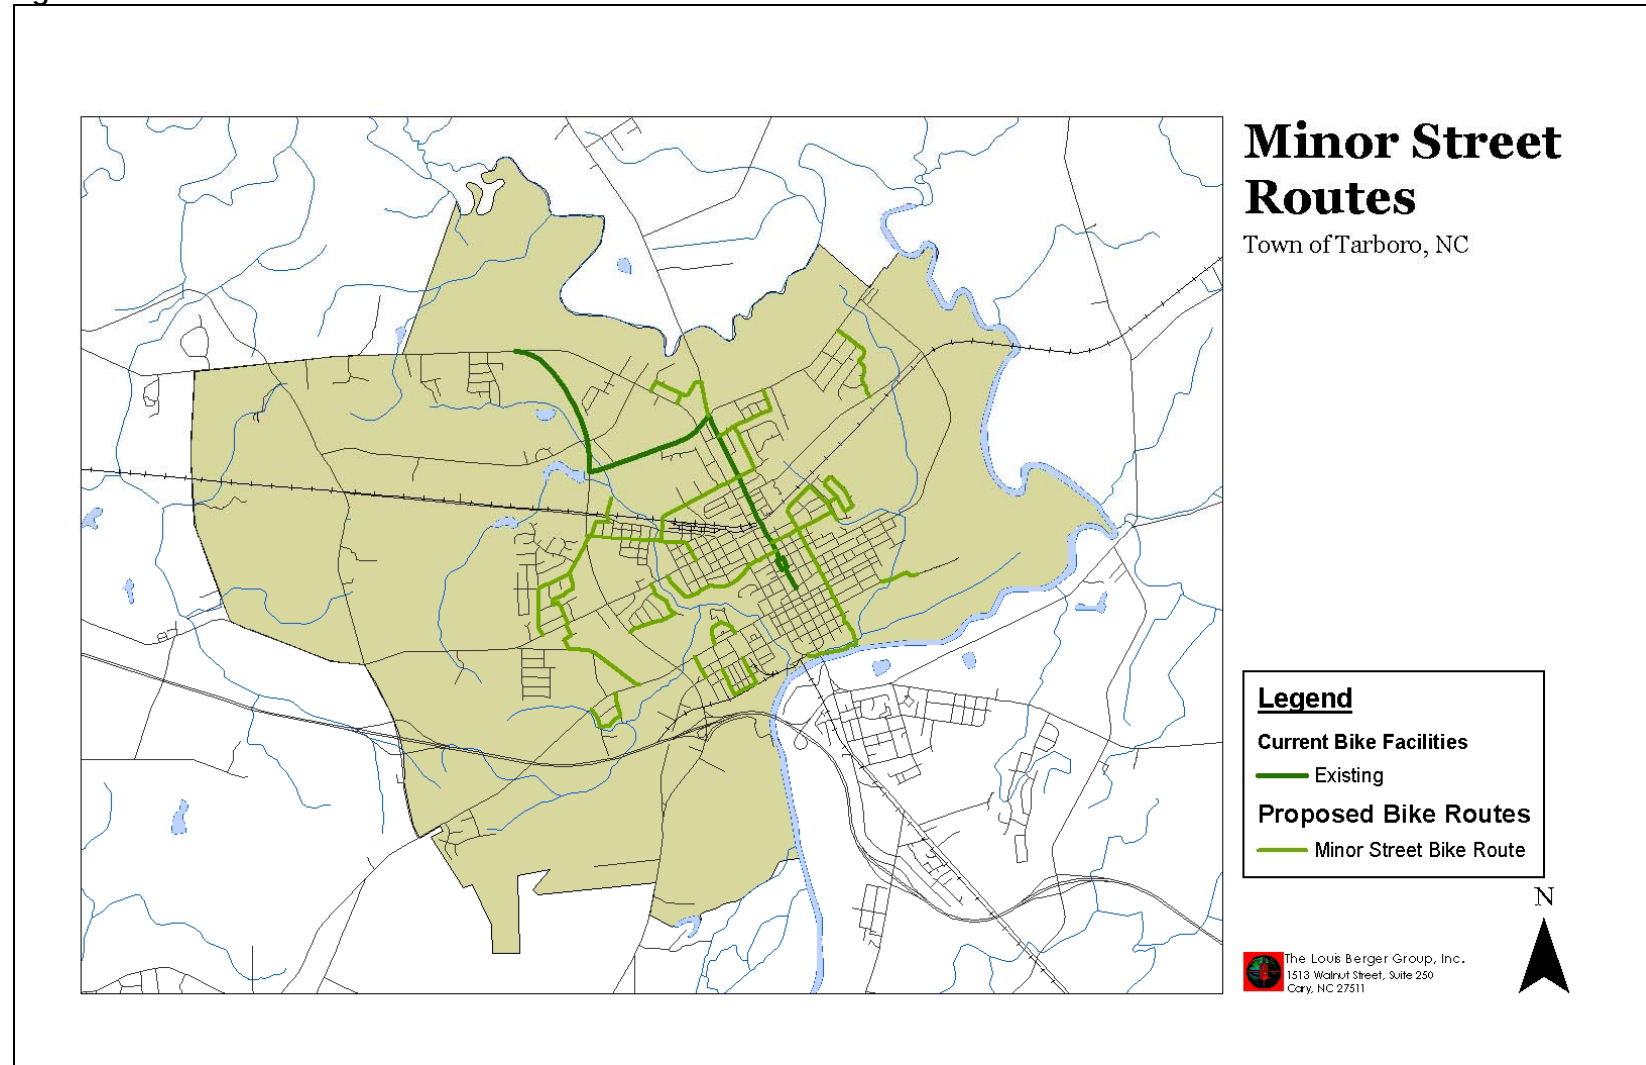 Minor Street
Routes
Town of Tarboro, NC
Legend
Current Bike Facilities
Existing
Proposed Bike Routes
Minor Street Bike Route
N
The Louis Berger Group, Inc.
1513 Walnut Street, Suite 250
Cary, NC 27511